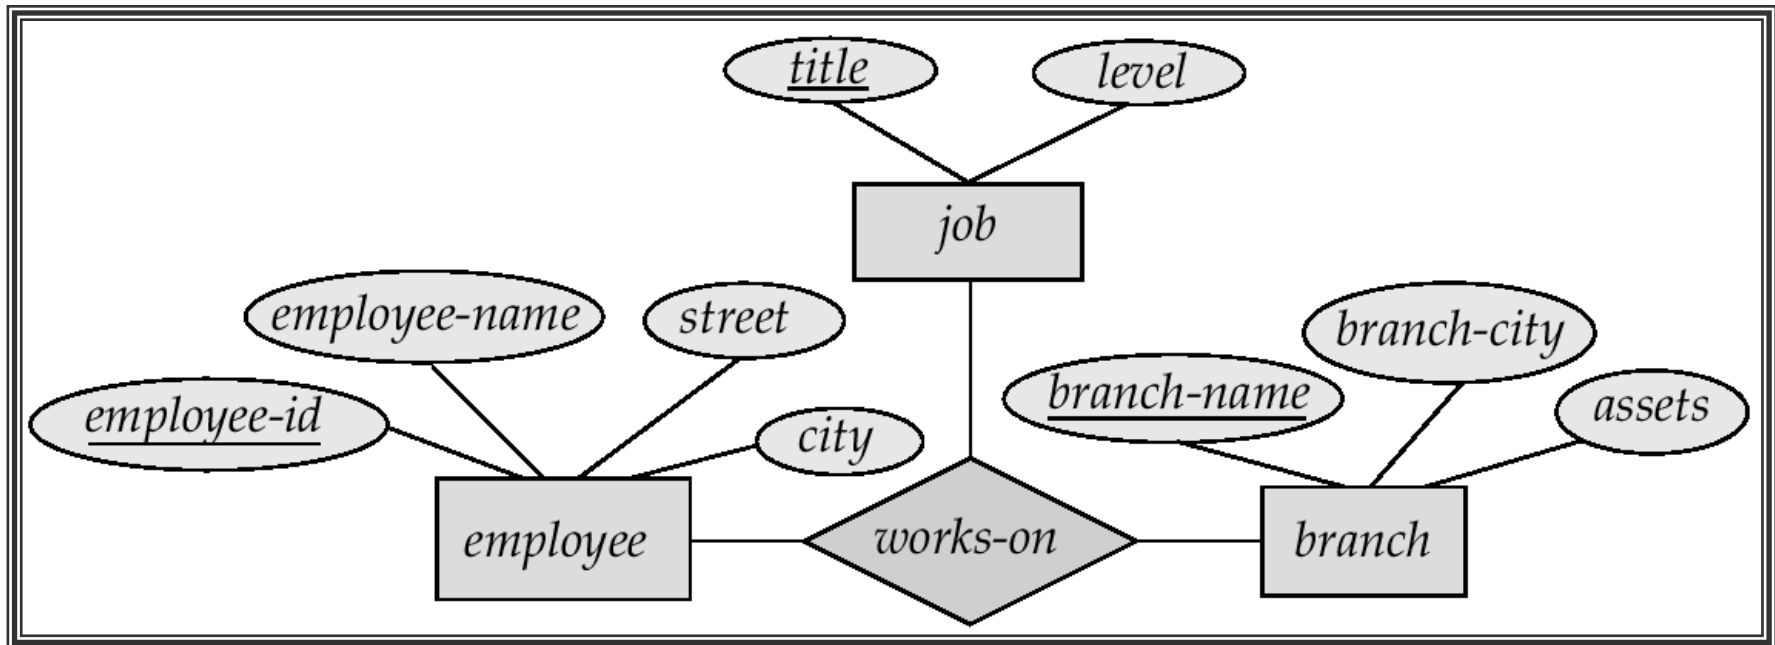 title
level
job
employee-name
street
branch-city
employee-id
city
branch-name
assets
employee
works-on
branch